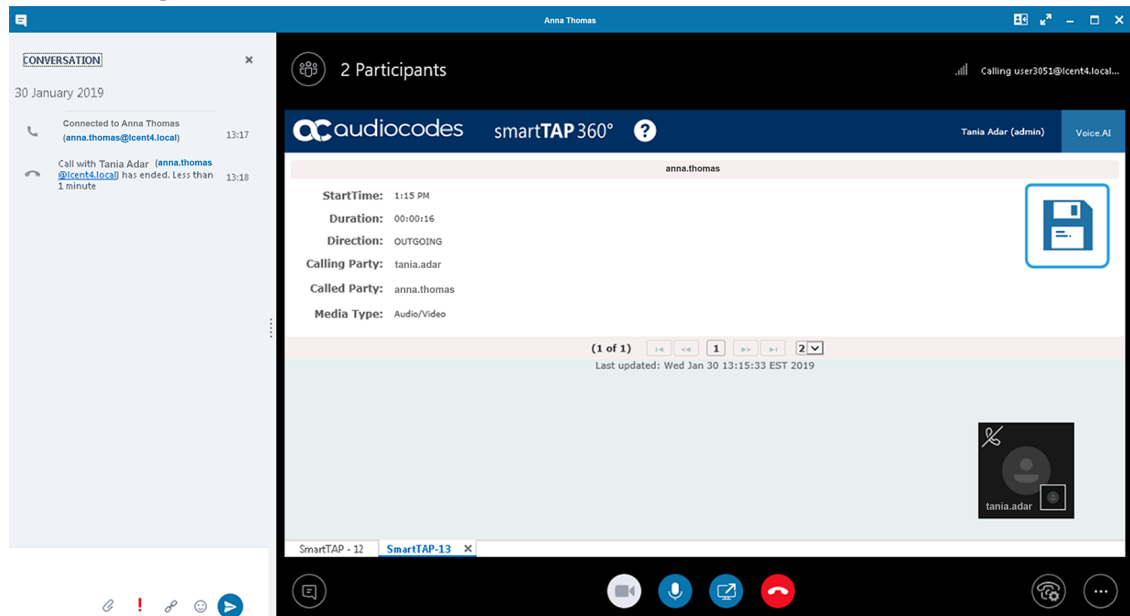 Anna Thomas
CONVERSATION
30 January 2019
Connected to Anna Thomas
(anna.thomas@lcent4.local)
13:17
Call with Tania Adar (anna.thomas
@lcent4.local) has ended. Less than
1 minute
13:18
2 Participants
Calling user3051@lcent4.local...
audiocodes
smartTAP 360°
?
Tania Adar (admin)
Voice.AI
anna.thomas
StartTime: 1:15 PM
Duration: 00:00:16
Direction: OUTGOING
Calling Party: tania.adar
Called Party: anna.thomas
Media Type: Audio/Video
(1 of 1) 1 2
Last updated: Wed Jan 30 13:15:33 EST 2019
tania.adar
SmartTAP - 12
SmartTAP-13